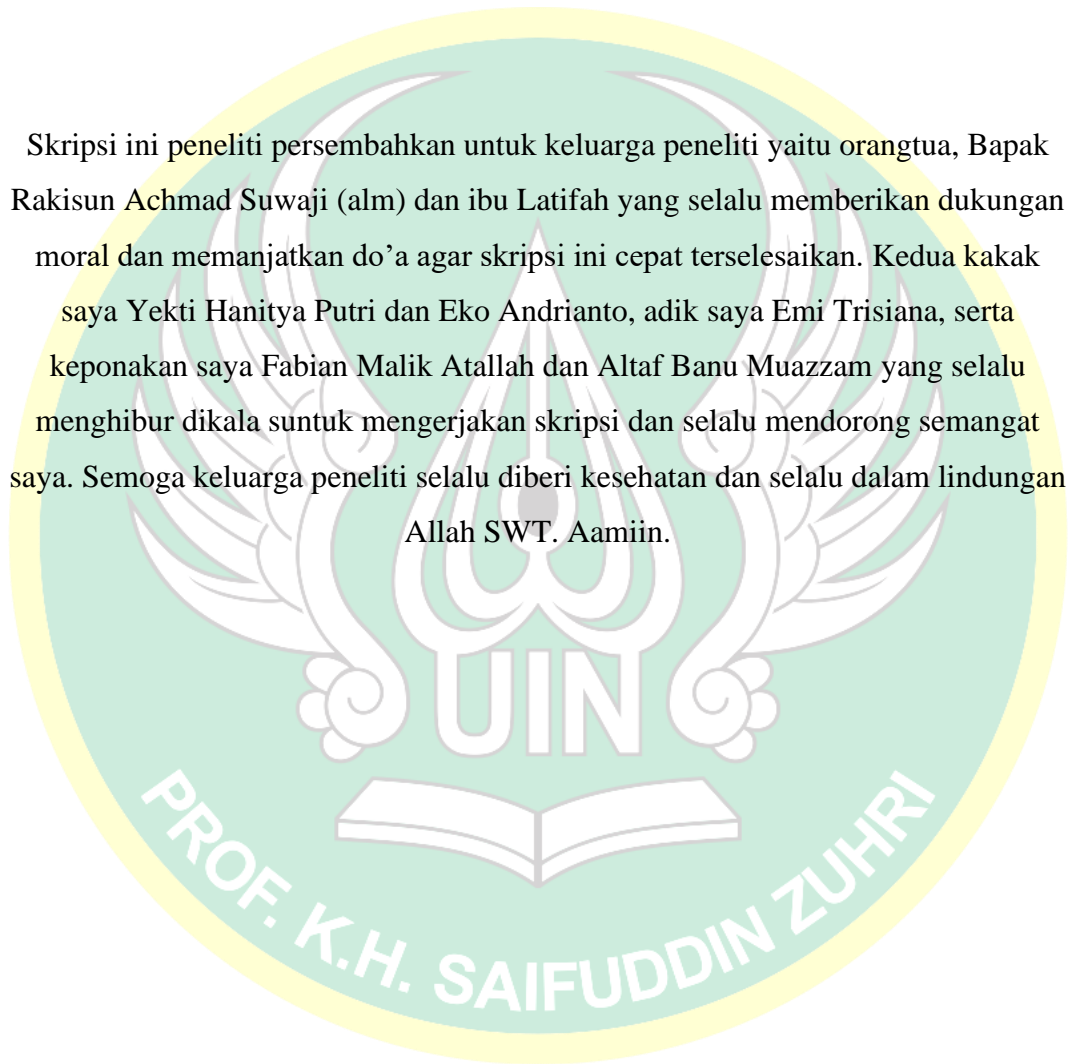 Skripsi ini peneliti persembahkan untuk keluarga peneliti yaitu orangtua, Bapak
Rakisun Achmad Suwaji (alm) dan ibu Latifah yang selalu memberikan dukungan
moral dan memanjatkan do’a agar skripsi ini cepat terselesaikan. Kedua kakak
saya Yekti Hanitya Putri dan Eko Andrianto, adik saya Emi Trisiana, serta
keponakan saya Fabian Malik Atallah dan Altaf Banu Muazzam yang selalu
menghibur dikala suntuk mengerjakan skripsi dan selalu mendorong semangat
saya. Semoga keluarga peneliti selalu diberi kesehatan dan selalu dalam lindungan
Allah SWT. Aamiin.
UIN
PROF. K.H. SAIFUDDIN ZUHRI